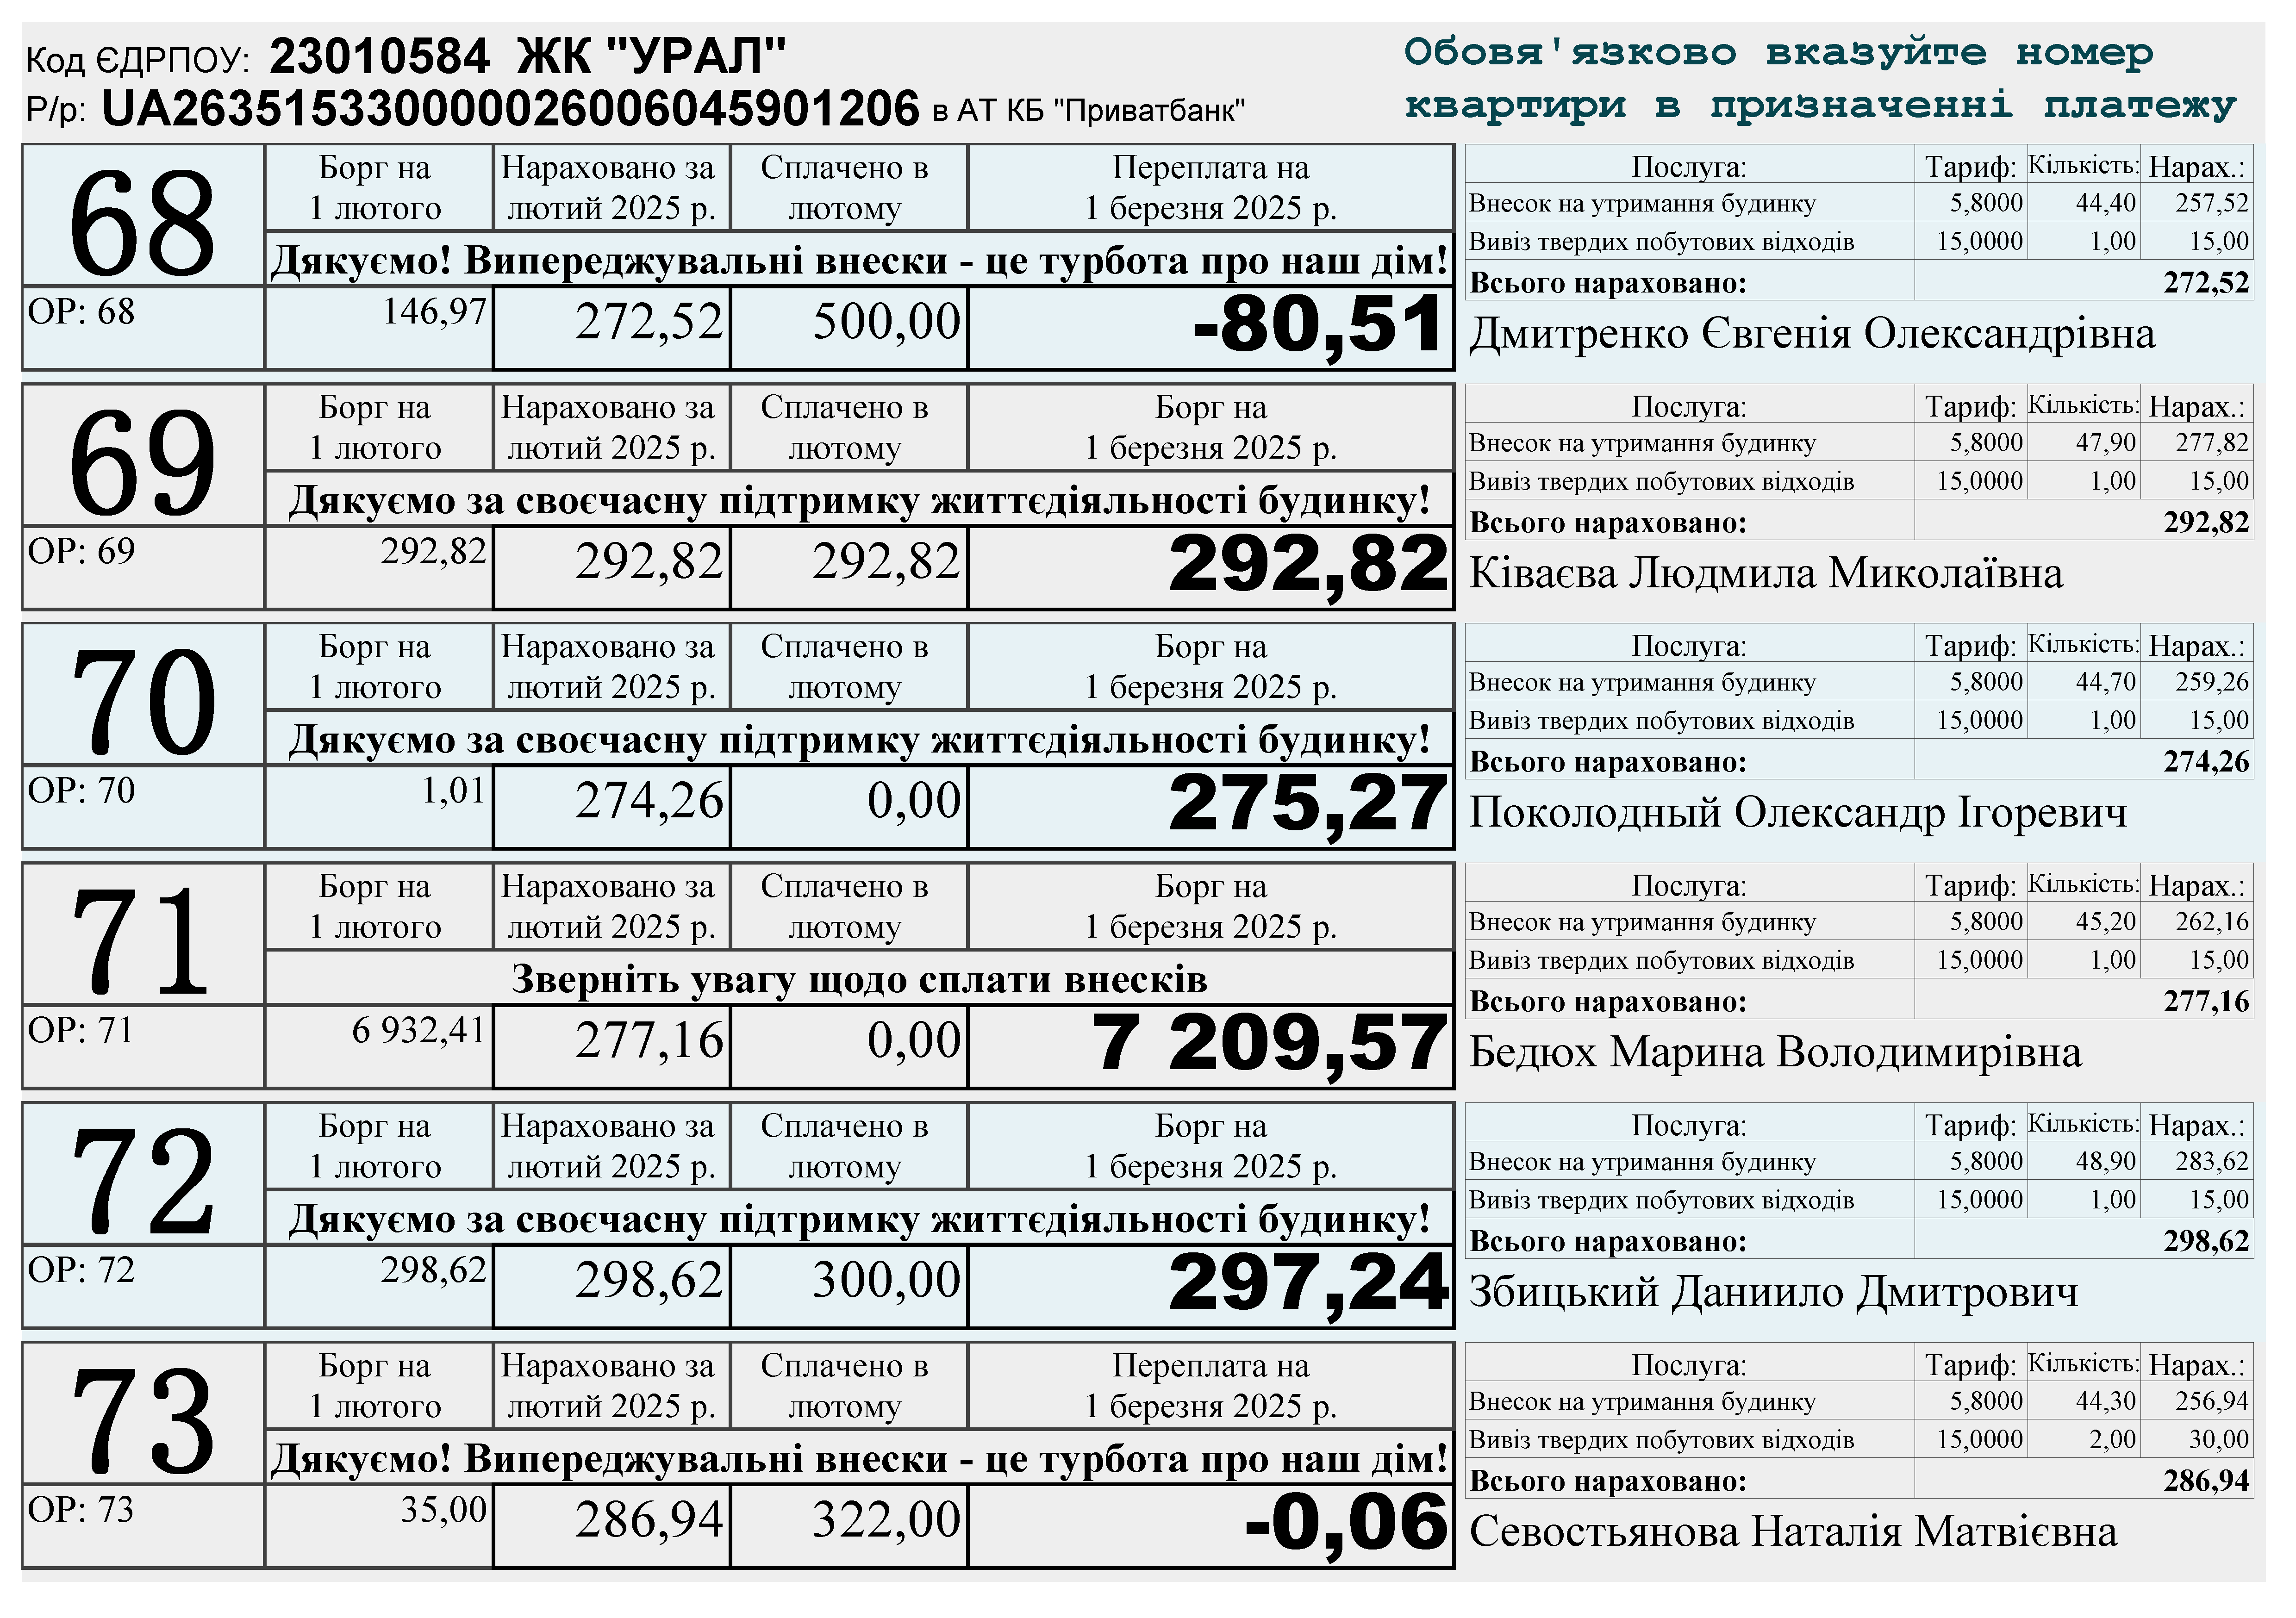 Код ЄДРПОУ: 23010584 ЖК "УРАЛ"
Р/р: UA263515330000026006045901206 в АТ КБ "Приватбанк"
Обовя'язково вказуйте номер
квартири в призначенні платежу
68
Борг на 1 лютого Нараховано за лютий 2025 р. Сплачено в лютому Переплата на 1 березня 2025 р.
Дякуємо! Випереджувальні внески - це турбота про наш дім!
ОР: 68 146,97 272,52 500,00 -80,51
Послуга: Тариф: Кількість: Нарах.:
Внесок на утримання будинку 5,8000 44,40 257,52
Вивіз твердих побутових відходів 15,0000 1,00 15,00
Всього нараховано: 272,52
Дмитренко Євгенія Олександрівна
69
Борг на 1 лютого Нараховано за лютий 2025 р. Сплачено в лютому Борг на 1 березня 2025 р.
Дякуємо за своєчасну підтримку життєдіяльності будинку!
ОР: 69 292,82 292,82 292,82 292,82
Послуга: Тариф: Кількість: Нарах.:
Внесок на утримання будинку 5,8000 47,90 277,82
Вивіз твердих побутових відходів 15,0000 1,00 15,00
Всього нараховано: 292,82
Ківаєва Людмила Миколаївна
70
Борг на 1 лютого Нараховано за лютий 2025 р. Сплачено в лютому Борг на 1 березня 2025 р.
Дякуємо за своєчасну підтримку життєдіяльності будинку!
ОР: 70 1,01 274,26 0,00 275,27
Послуга: Тариф: Кількість: Нарах.:
Внесок на утримання будинку 5,8000 44,70 259,26
Вивіз твердих побутових відходів 15,0000 1,00 15,00
Всього нараховано: 274,26
Поколодный Олександр Ігоревич
71
Борг на 1 лютого Нараховано за лютий 2025 р. Сплачено в лютому Борг на 1 березня 2025 р.
Зверніть увагу щодо сплати внесків
ОР: 71 6 932,41 277,16 0,00 7 209,57
Послуга: Тариф: Кількість: Нарах.:
Внесок на утримання будинку 5,8000 45,20 262,16
Вивіз твердих побутових відходів 15,0000 1,00 15,00
Всього нараховано: 277,16
Бедюх Марина Володимирівна
72
Борг на 1 лютого Нараховано за лютий 2025 р. Сплачено в лютому Борг на 1 березня 2025 р.
Дякуємо за своєчасну підтримку життєдіяльності будинку!
ОР: 72 298,62 298,62 300,00 297,24
Послуга: Тариф: Кількість: Нарах.:
Внесок на утримання будинку 5,8000 48,90 283,62
Вивіз твердих побутових відходів 15,0000 1,00 15,00
Всього нараховано: 298,62
Збицький Даниило Дмитрович
73
Борг на 1 лютого Нараховано за лютий 2025 р. Сплачено в лютому Переплата на 1 березня 2025 р.
Дякуємо! Випереджувальні внески - це турбота про наш дім!
ОР: 73 35,00 286,94 322,00 -0,06
Послуга: Тариф: Кількість: Нарах.:
Внесок на утримання будинку 5,8000 44,30 256,94
Вивіз твердих побутових відходів 15,0000 2,00 30,00
Всього нараховано: 286,94
Севостьянова Наталія Матвієвна